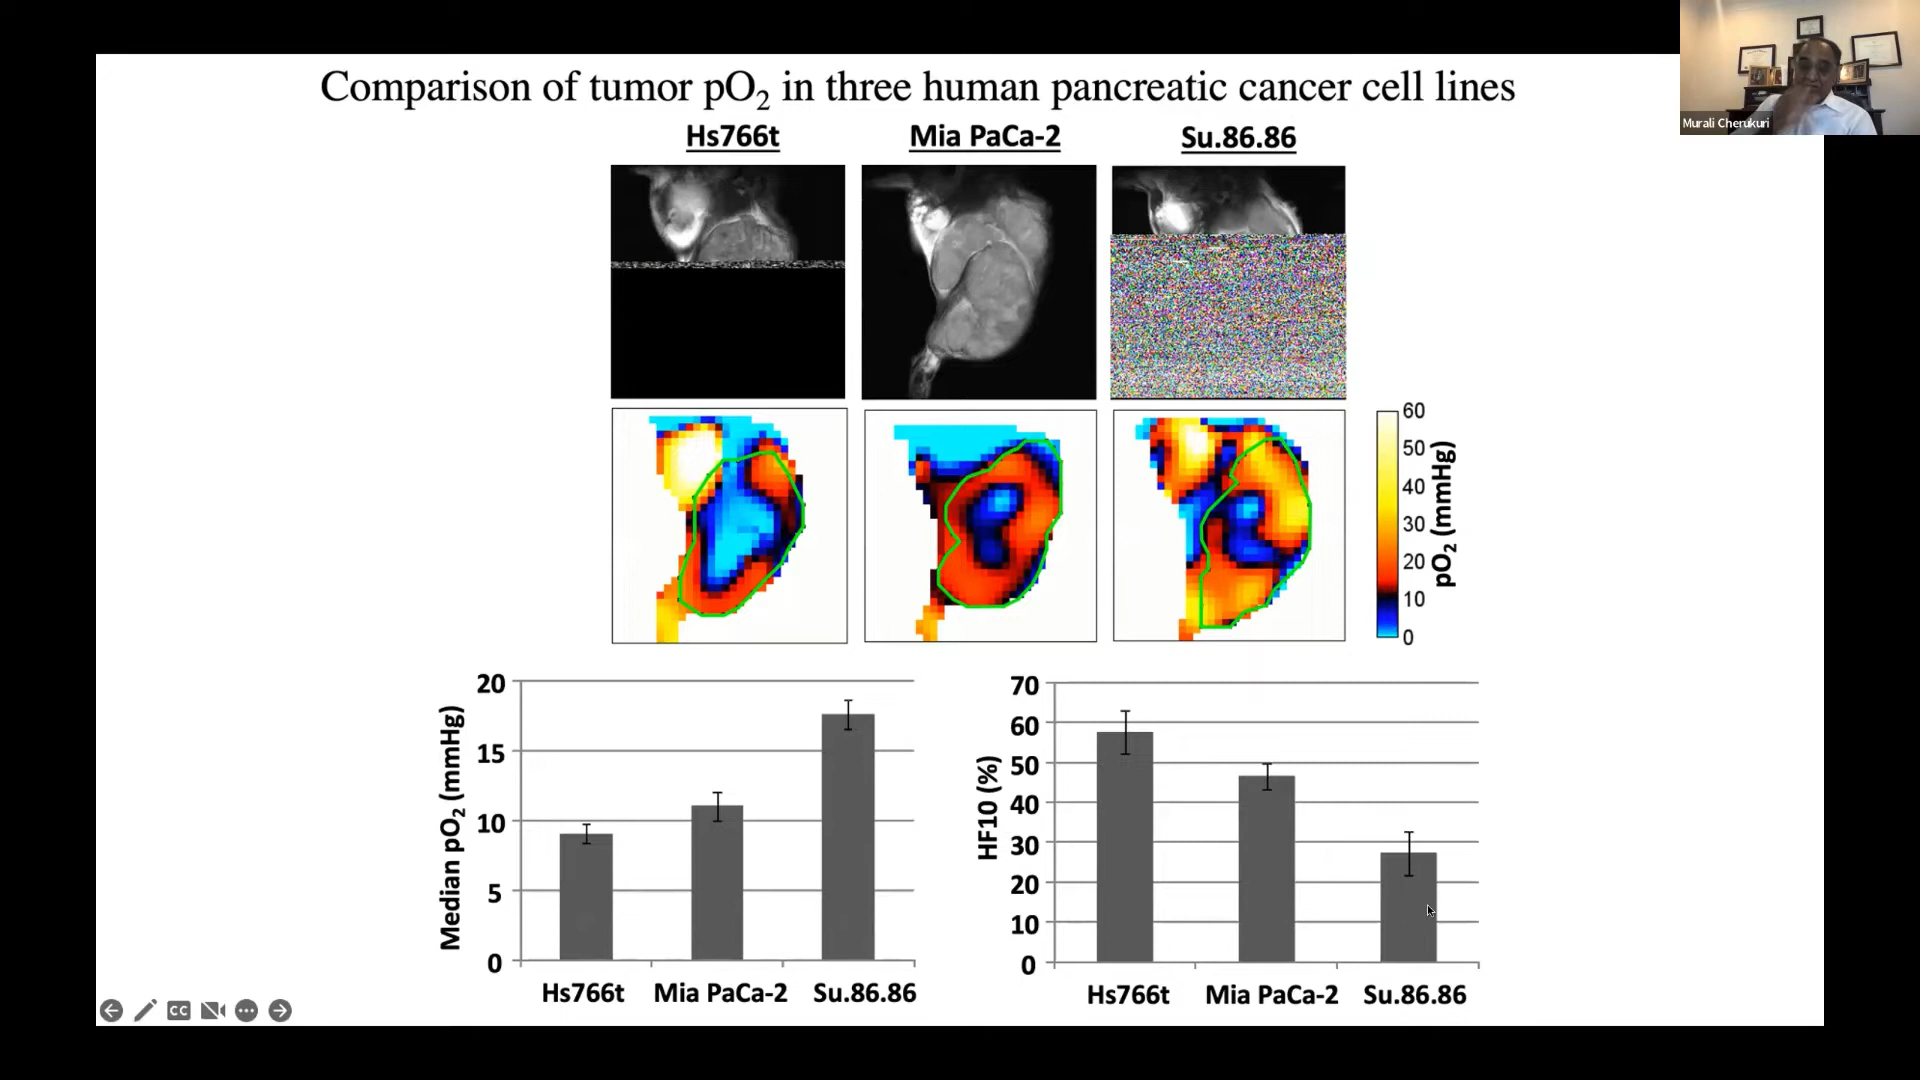 Comparison of tumor pO2 in three human pancreatic cancer cell lines
Murali Cherukuri
Hs766t
Mia PaCa-2
Su.86.86
60
50
40
30
20
10
0
pO2 (mmHg)
Median pO2 (mmHg)
20
15
10
5
0
Hs766t
Mia PaCa-2
Su.86.86
HF10 (%)
70
60
50
40
30
20
10
0
Hs766t
Mia PaCa-2
Su.86.86
CC